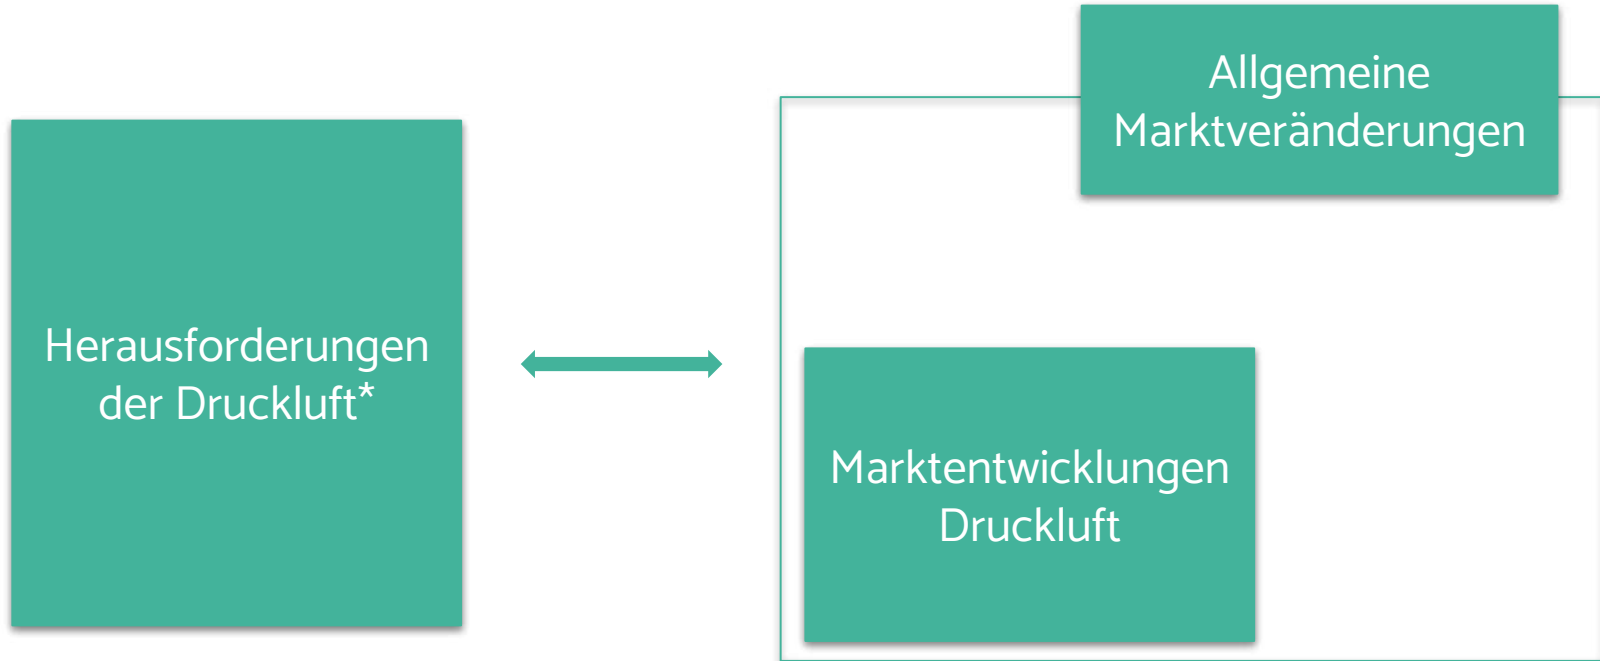 Herausforderungen
der Druckluft*
Allgemeine
Marktveränderungen
Marktentwicklungen
Druckluft